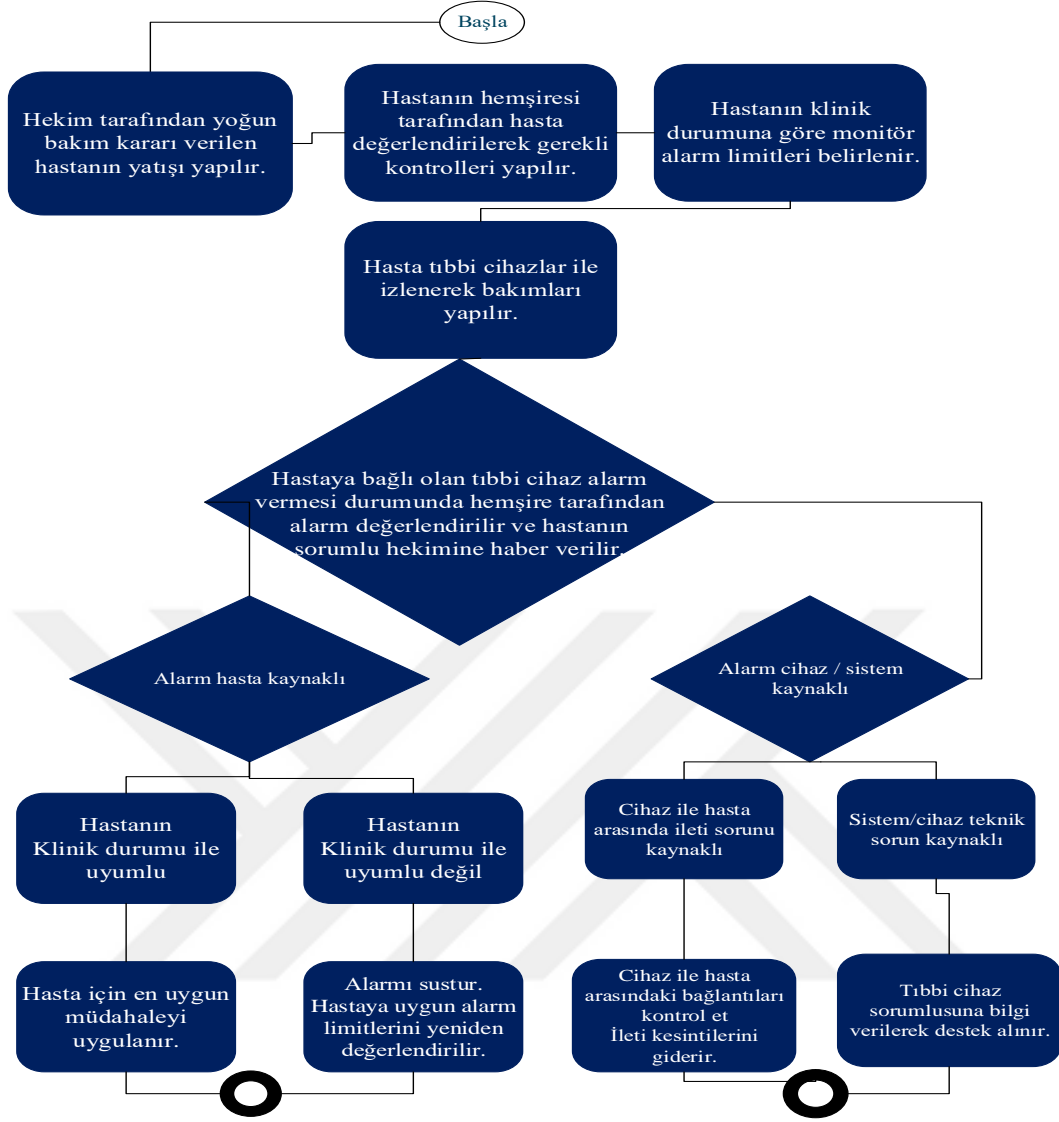 Başla
Hekim tarafından yoğun
bakım kararı verilen
hastanın yatışı yapılır.
Hastanın hemşiresi
tarafından hasta
değerlendirilerek gerekli
kontrolleri yapılır.
Hastanın klinik
durumuna göre monitör
alarm limitleri belirlenir.
Hasta tıbbi cihazlar ile
izlenerek bakımları
yapılır.
Hastaya bağlı olan tıbbi cihaz alarm
vermesi durumunda hemşire tarafından
alarm değerlendirilir ve hastanın
sorumlu hekimine haber verilir.
Alarm hasta kaynaklı
Alarm cihaz / sistem
kaynaklı
Hastanın
Klinik durumu ile
uyumlu
Hastanın
Klinik durumu ile
uyumlu değil
Cihaz ile hasta
arasında ileti sorunu
kaynaklı
Sistem/cihaz teknik
sorun kaynaklı
Hasta için en uygun
müdahaleyi
uygulanır.
Alarmı sustur.
Hastaya uygun alarm
limitlerini yeniden
değerlendirilir.
Cihaz ile hasta
arasındaki bağlantıları
kontrol et
İleti kesintilerini
giderir.
Tıbbi cihaz
sorumlusuna bilgi
verilerek destek alınır.